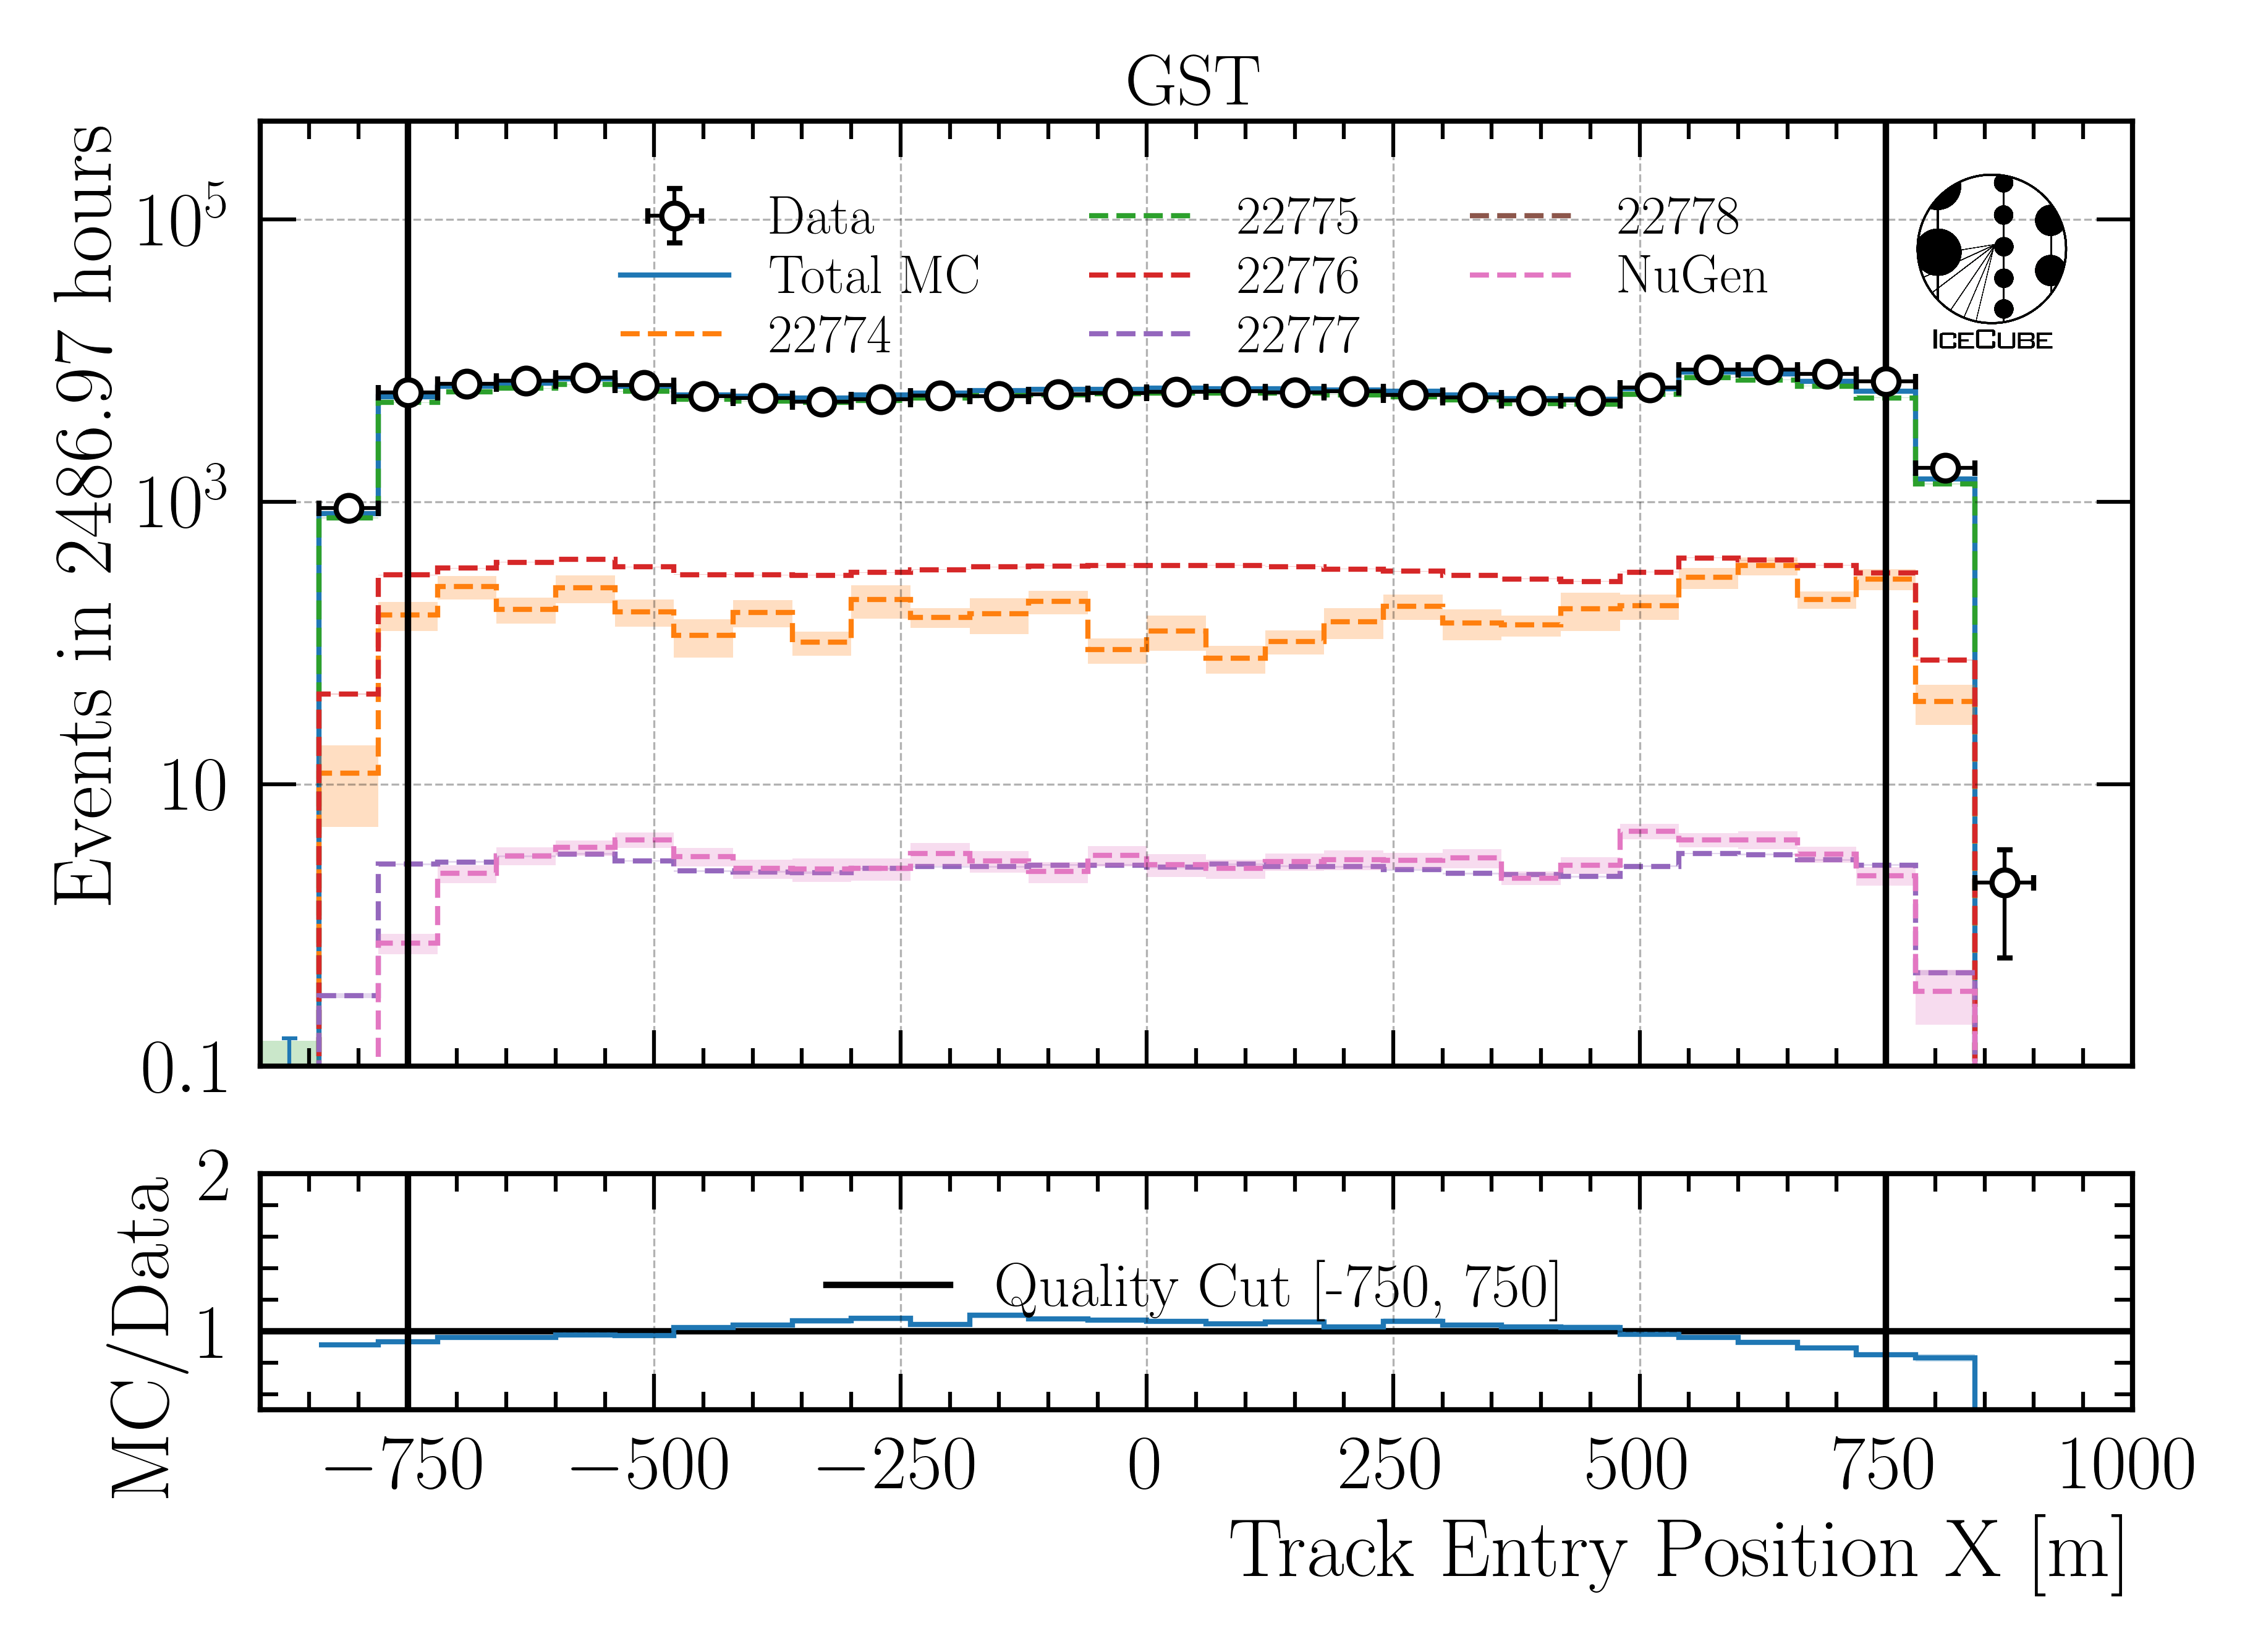 GST
Events in 2486.97 hours
10^5
10^3
10
0.1
Data
Total MC
22774
22775
22776
22777
22778
NuGen
ICECUBE
MC/Data
2
1
Quality Cut [-750, 750]
−750 −500 −250 0 250 500 750 1000
Track Entry Position X [m]